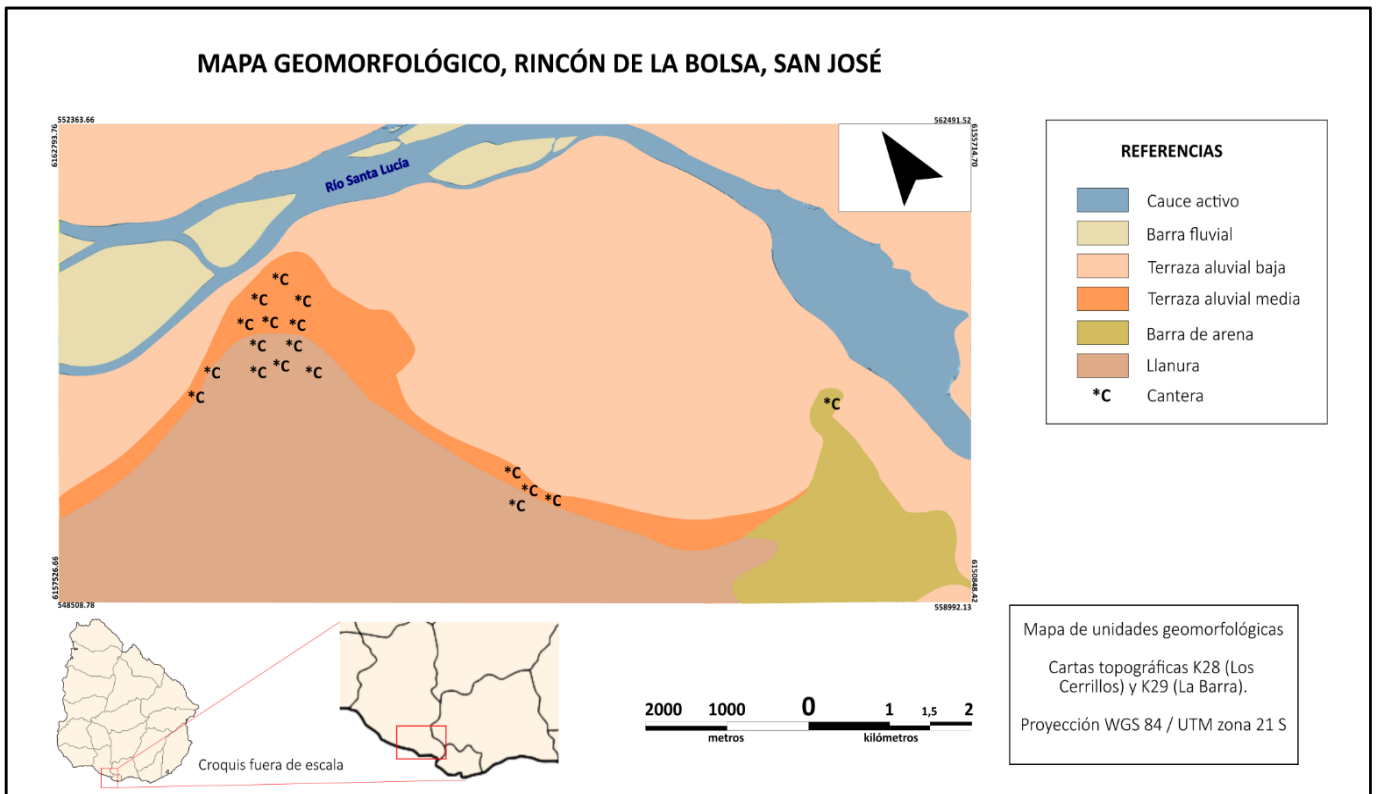 MAPA GEOMORFOLÓGICO, RINCÓN DE LA BOLSA, SAN JOSÉ
552363.66
562491.52
6162793.76
6155714.70
Río Santa Lucía
*C
*C *C
*C *C *C
*C *C
*C *C *C *C
*C
*C
*C
*C
*C *C
6157526.66
6150848.42
548508.78
558992.13
REFERENCIAS
Cauce activo
Barra fluvial
Terraza aluvial baja
Terraza aluvial media
Barra de arena
Llanura
*C Cantera
Croquis fuera de escala
2000 1000 0 1 1,5 2
metros kilómetros
Mapa de unidades geomorfológicas
Cartas topográficas K28 (Los
Cerrillos) y K29 (La Barra).
Proyección WGS 84 / UTM zona 21 S